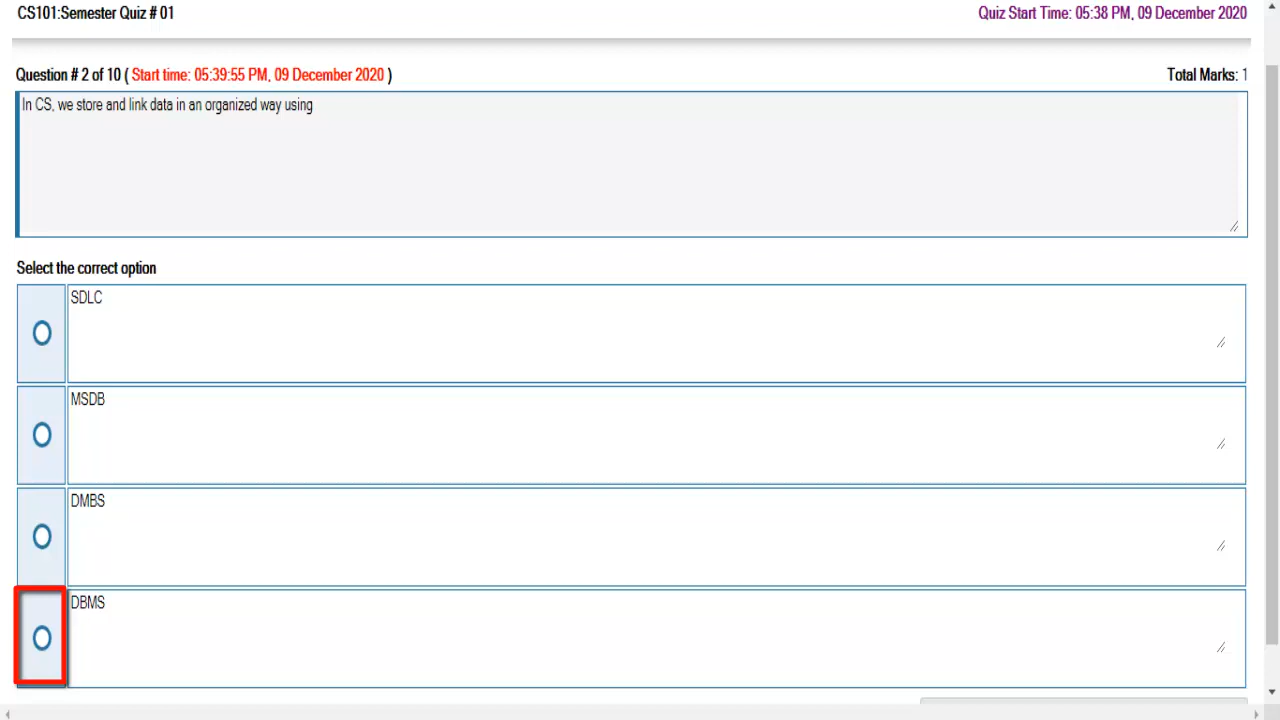 CS101:Semester Quiz # 01
Quiz Start Time: 05:38 PM, 09 December 2020
Question # 2 of 10 ( Start time: 05:39:55 PM, 09 December 2020 )
Total Marks: 1
In CS, we store and link data in an organized way using
Select the correct option
SDLC
MSDB
DMBS
DBMS